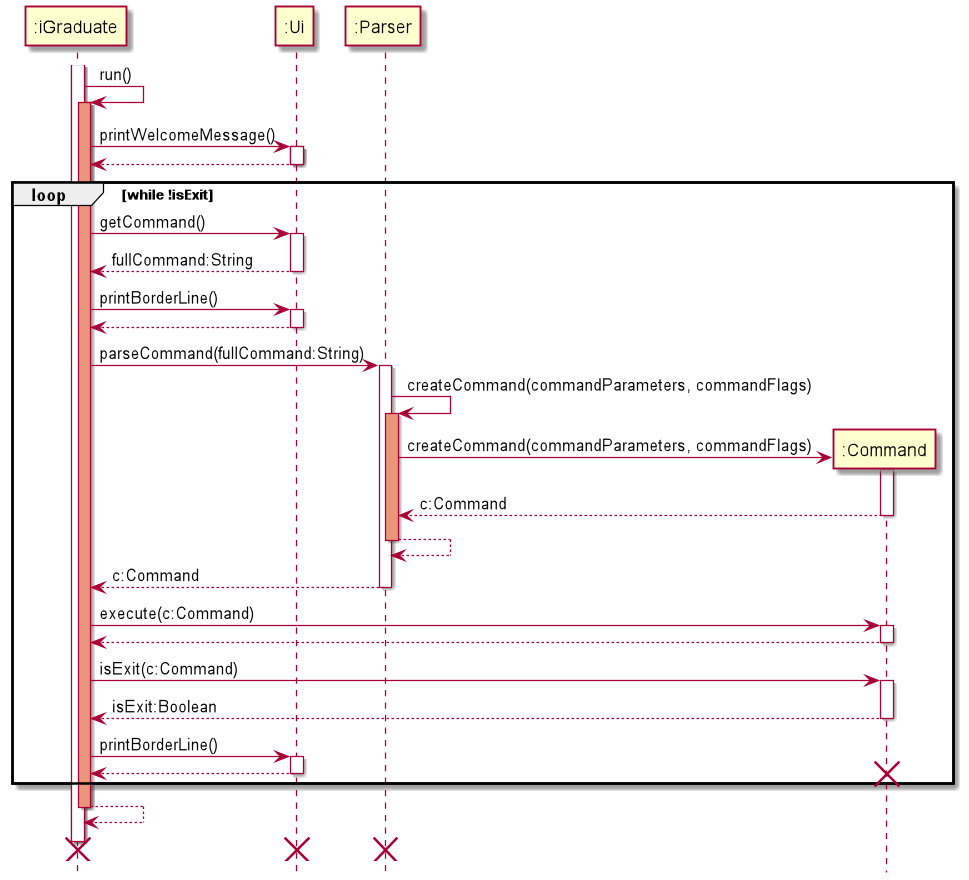 :iGraduate
:Ui
:Parser
run()
printWelcomeMessage()
loop [while !isExit]
getCommand()
fullCommand:String
printBorderLine()
parseCommand(fullCommand:String)
createCommand(commandParameters, commandFlags)
createCommand(commandParameters, commandFlags)
:Command
c:Command
c:Command
execute(c:Command)
isExit(c:Command)
isExit:Boolean
printBorderLine()